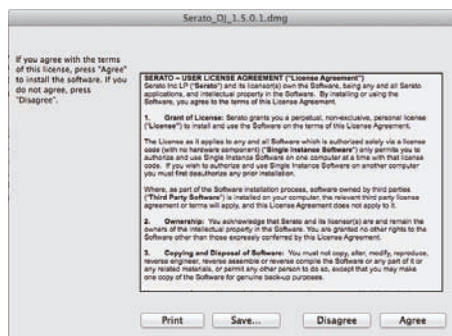 Serato_DJ_1.5.0.1.dmg
If you agree with the terms
of this license, press "Agree"
to install the software. If you
do not agree, press
"Disagree".
SERATO – USER LICENSE AGREEMENT ("License Agreement")
Serato Inc LP ("Serato") and its licensor(s) own the Software, being any and all Serato
applications, and intellectual property in the Software. By installing or using the
Software, you agree to the terms of this License Agreement.
1. Grant of License: Serato grants you a perpetual, non-exclusive, personal license
("License") to install and use the Software on the terms of this License Agreement.
The License as it applies to any and all Software which is authorized solely via a license
code (with no hardware component) ("Single Instance Software") only permits you to
authorize and use Single Instance Software on one computer at a time with that license
code. If you wish to authorize and use Single Instance Software on another computer
you must first deauthorize any prior installation.
Where, as part of the Software installation process, software owned by third parties
("Third Party Software") is installed on your computer, the relevant third party license
agreement or terms will apply, and this License Agreement does not apply to it.
2. Ownership: You acknowledge that Serato and its licensor(s) are and remain the
owners of the intellectual property in the Software. You are granted no other rights to the
Software other than those expressly conferred by this License Agreement.
3. Copying and Disposal of Software: You must not copy, alter, modify, reproduce,
reverse engineer, reverse assemble or reverse compile the Software or any part of it or
any related materials, or permit any other person to do so, except that you may make
one copy of the Software for genuine back-up purposes.
Print Save... Disagree Agree